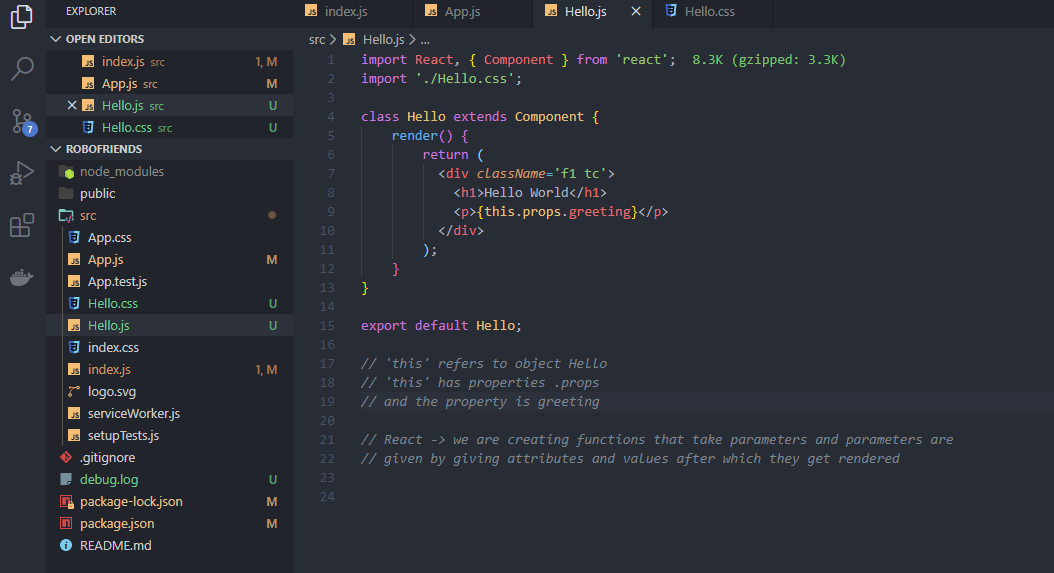 EXPLORER
OPEN EDITORS
index.js src 1, M
App.js src M
Hello.js src U
Hello.css src U
7
ROBOFRIENDS
node_modules
public
src
App.css
App.js M
App.test.js
Hello.css U
Hello.js U
index.css
index.js 1, M
logo.svg
serviceWorker.js
setupTests.js
.gitignore
debug.log U
package-lock.json M
package.json M
README.md
index.js App.js Hello.js Hello.css
src > Hello.js > ...
1 import React, { Component } from 'react'; 8.3K (gzipped: 3.3K)
2 import './Hello.css';
3
4 class Hello extends Component {
5 render() {
6 return (
7 <div className='f1 tc'>
8 <h1>Hello World</h1>
9 <p>{this.props.greeting}</p>
10 </div>
11 );
12 }
13 }
14
15 export default Hello;
16
17 // 'this' refers to object Hello
18 // 'this' has properties .props
19 // and the property is greeting
20
21 // React -> we are creating functions that take parameters and parameters are
22 // given by giving attributes and values after which they get rendered
23
24